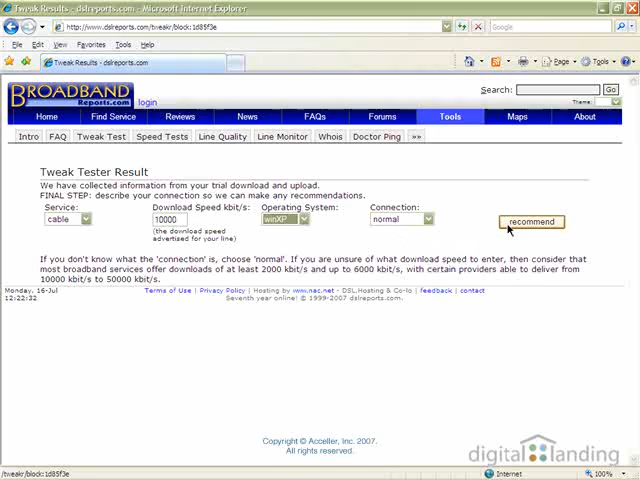 Tweak Results - dslreports.com - Microsoft Internet Explorer
http://www.dslreports.com/tweakr/block:1d85f3e
Google
File Edit View Favorites Tools Help
Tweak Results - dslreports.com
Page Tools
BROADBAND
Reports.com
login
Search:
Go
Theme:
Home Find Service Reviews News FAQs Forums Tools Maps About
Intro FAQ Tweak Test Speed Tests Line Quality Line Monitor Whois Doctor Ping »»
Tweak Tester Result
We have collected information from your trial download and upload.
FINAL STEP: describe your connection so we can make any recommendations.
Service: Download Speed kbit/s: Operating System: Connection:
cable 10000 winXP normal recommend
(the download speed
advertised for your line)
If you don't know what the 'connection' is, choose 'normal'. If you are unsure of what download speed to enter, then consider that
most broadband services offer downloads of at least 2000 kbit/s and up to 6000 kbit/s, with certain providers able to deliver from
10000 kbit/s to 50000 kbit/s.
Monday, 16-Jul
12:22:32
Terms of Use | Privacy Policy | Hosting by www.nac.net - DSL,Hosting & Co-lo | feedback | contact
Seventh year online! © 1999-2007 dslreports.com
Copyright © Acceller, Inc. 2007.
All rights reserved.
digital landing
/tweakr/block:1d85f3e
Internet
100%